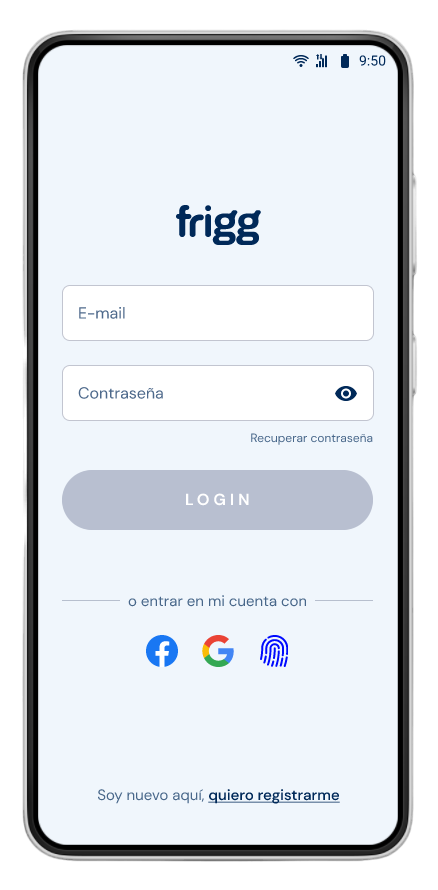 9:50
frigg
E-mail
Contraseña
Recuperar contraseña
LOGIN
o entrar en mi cuenta con
Soy nuevo aquí, quiero registrarme